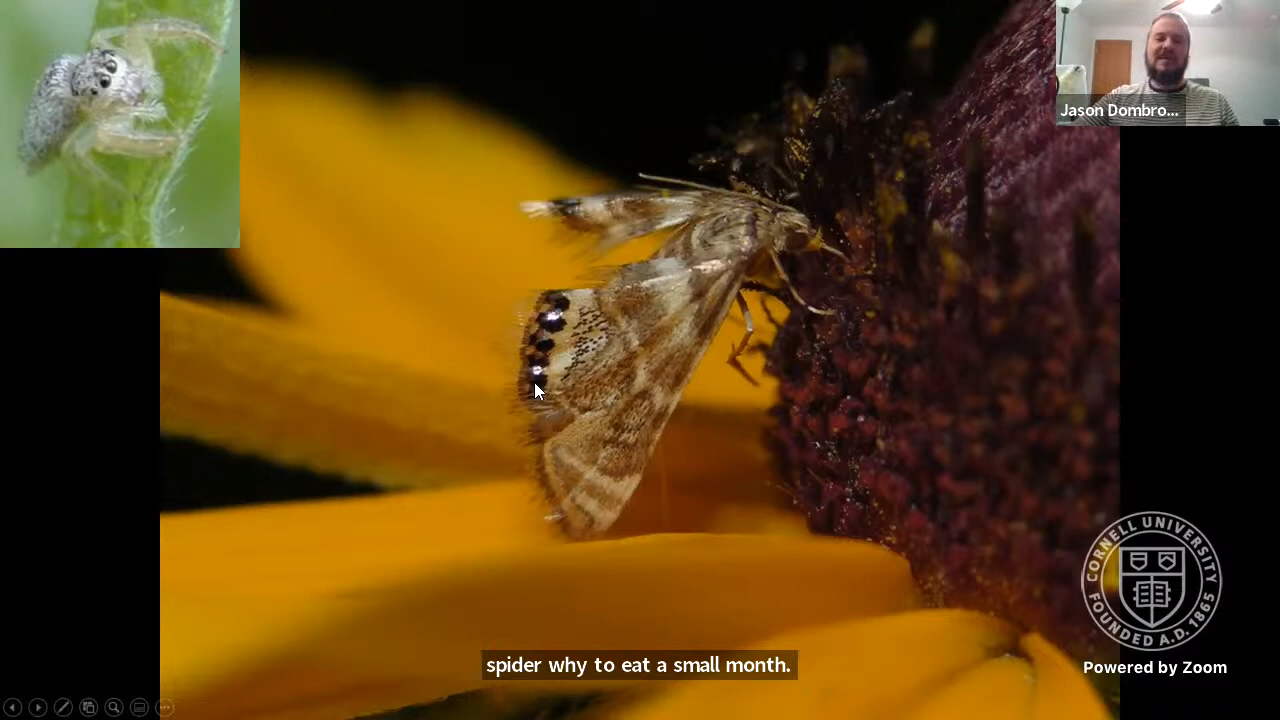 Jason Dombro...
CORNELL UNIVERSITY
FOUNDED A.D. 1865
spider why to eat a small month.
Powered by Zoom